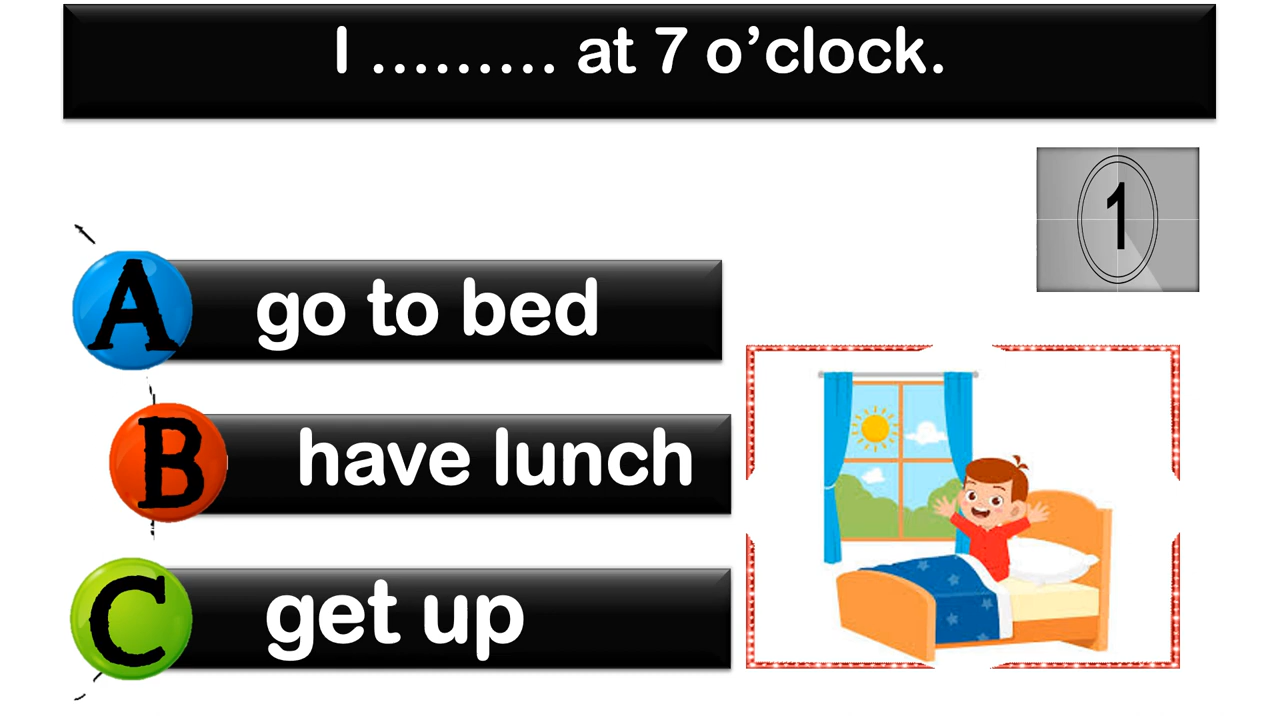 I ......... at 7 o’clock.
1
A go to bed
B have lunch
C get up